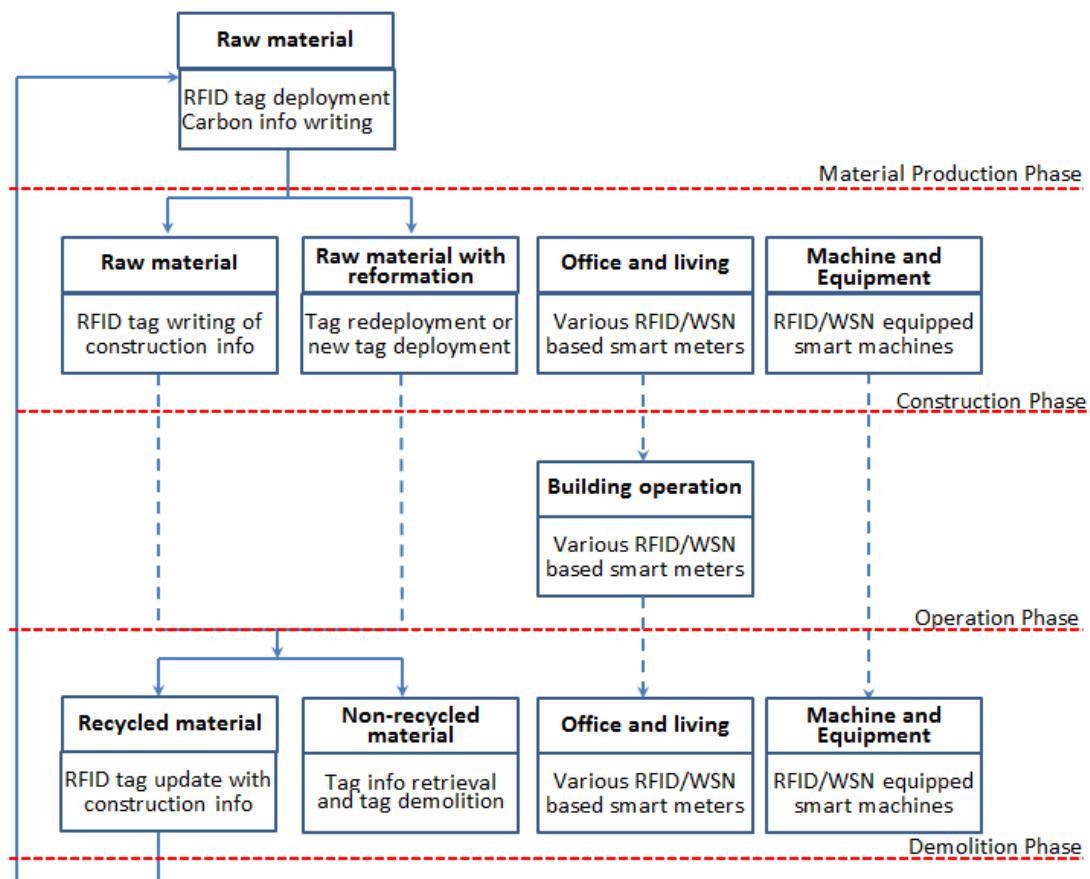 Raw material
RFID tag deployment
Carbon info writing
Material Production Phase
Raw material
RFID tag writing of
construction info
Raw material with
reformation
Tag redeployment or
new tag deployment
Office and living
Various RFID/WSN
based smart meters
Machine and
Equipment
RFID/WSN equipped
smart machines
Construction Phase
Building operation
Various RFID/WSN
based smart meters
Operation Phase
Recycled material
RFID tag update with
construction info
Non-recycled
material
Tag info retrieval
and tag demolition
Office and living
Various RFID/WSN
based smart meters
Machine and
Equipment
RFID/WSN equipped
smart machines
Demolition Phase